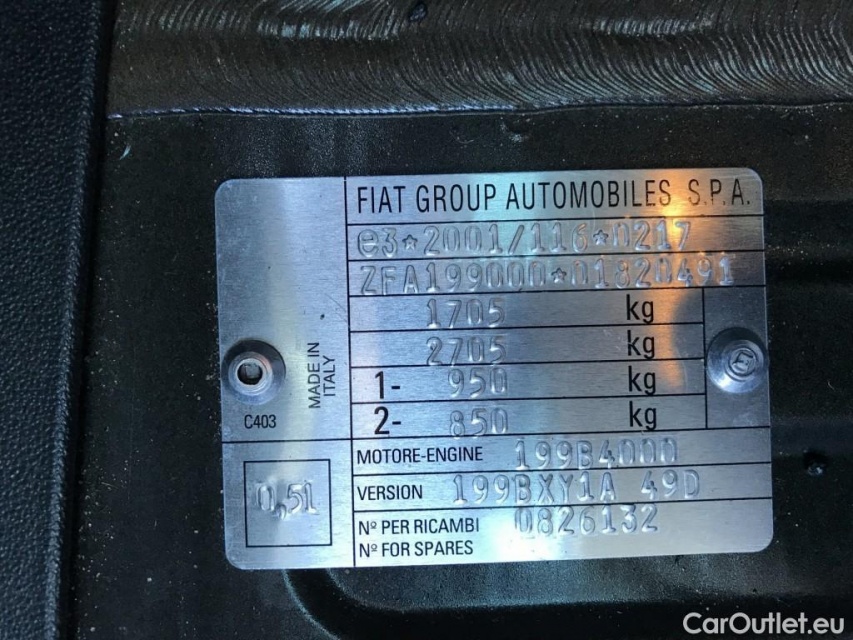 FIAT GROUP AUTOMOBILES S.P.A.
e3*2001/116*0217
ZFA199000*01820491
1705 kg
2705 kg
1- 950 kg
2- 850 kg
MADE IN
ITALY
C403
0,51
MOTORE-ENGINE 199B4000
VERSION 199BXY1A 49D
Nº PER RICAMBI 0826132
Nº FOR SPARES
CarOutlet.eu